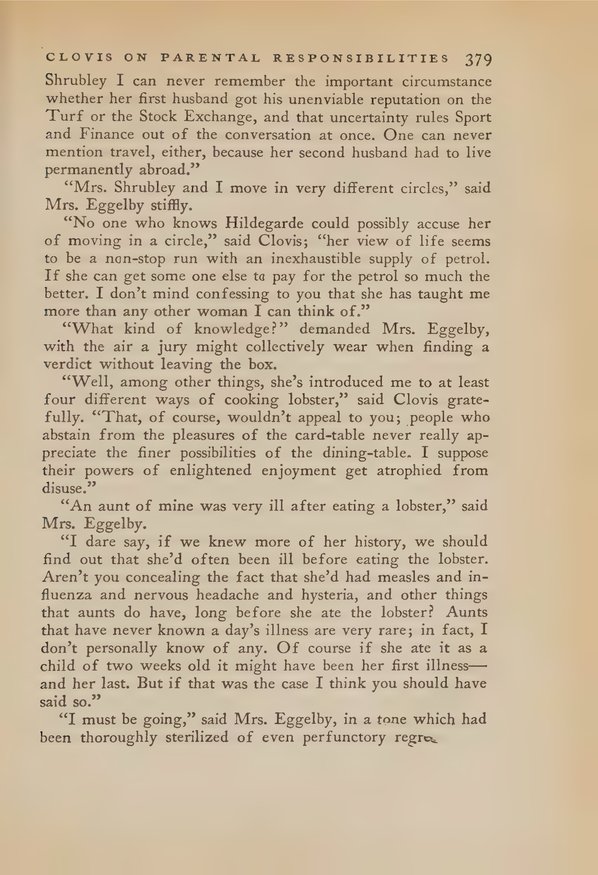 CLOVIS ON PARENTAL RESPONSIBILITIES 379
Shrubley I can never remember the important circumstance
whether her first husband got his unenviable reputation on the
Turf or the Stock Exchange, and that uncertainty rules Sport
and Finance out of the conversation at once. One can never
mention travel, either, because her second husband had to live
permanently abroad.”
“Mrs. Shrubley and I move in very different circles,” said
Mrs. Eggelby stiffly.
“No one who knows Hildegarde could possibly accuse her
of moving in a circle,” said Clovis; “her view of life seems
to be a non-stop run with an inexhaustible supply of petrol.
If she can get some one else to pay for the petrol so much the
better. I don’t mind confessing to you that she has taught me
more than any other woman I can think of.”
“What kind of knowledge?” demanded Mrs. Eggelby,
with the air a jury might collectively wear when finding a
verdict without leaving the box.
“Well, among other things, she’s introduced me to at least
four different ways of cooking lobster,” said Clovis grate-
fully. “That, of course, wouldn’t appeal to you; people who
abstain from the pleasures of the card-table never really ap-
preciate the finer possibilities of the dining-table. I suppose
their powers of enlightened enjoyment get atrophied from
disuse.”
“An aunt of mine was very ill after eating a lobster,” said
Mrs. Eggelby.
“I dare say, if we knew more of her history, we should
find out that she’d often been ill before eating the lobster.
Aren’t you concealing the fact that she’d had measles and in-
fluenza and nervous headache and hysteria, and other things
that aunts do have, long before she ate the lobster? Aunts
that have never known a day’s illness are very rare; in fact, I
don’t personally know of any. Of course if she ate it as a
child of two weeks old it might have been her first illness—
and her last. But if that was the case I think you should have
said so.”
“I must be going,” said Mrs. Eggelby, in a tone which had
been thoroughly sterilized of even perfunctory